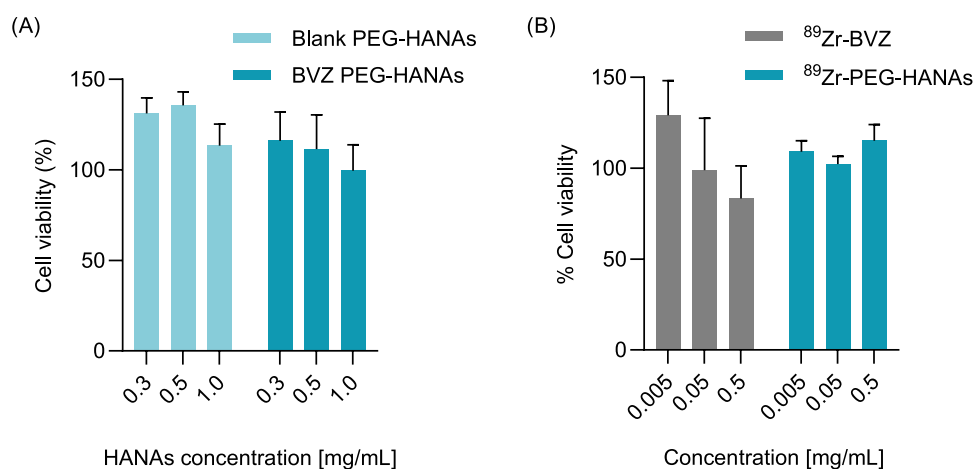 (A)
Blank PEG-HANAs
BVZ PEG-HANAs
Cell viability (%)
150
100
50
0
0.3
0.5
1.0
0.3
0.5
1.0
HANAs concentration [mg/mL]
(B)
⁸⁹Zr-BVZ
⁸⁹Zr-PEG-HANAs
% Cell viability
150
100
50
0
0.005
0.05
0.5
0.005
0.05
0.5
Concentration [mg/mL]